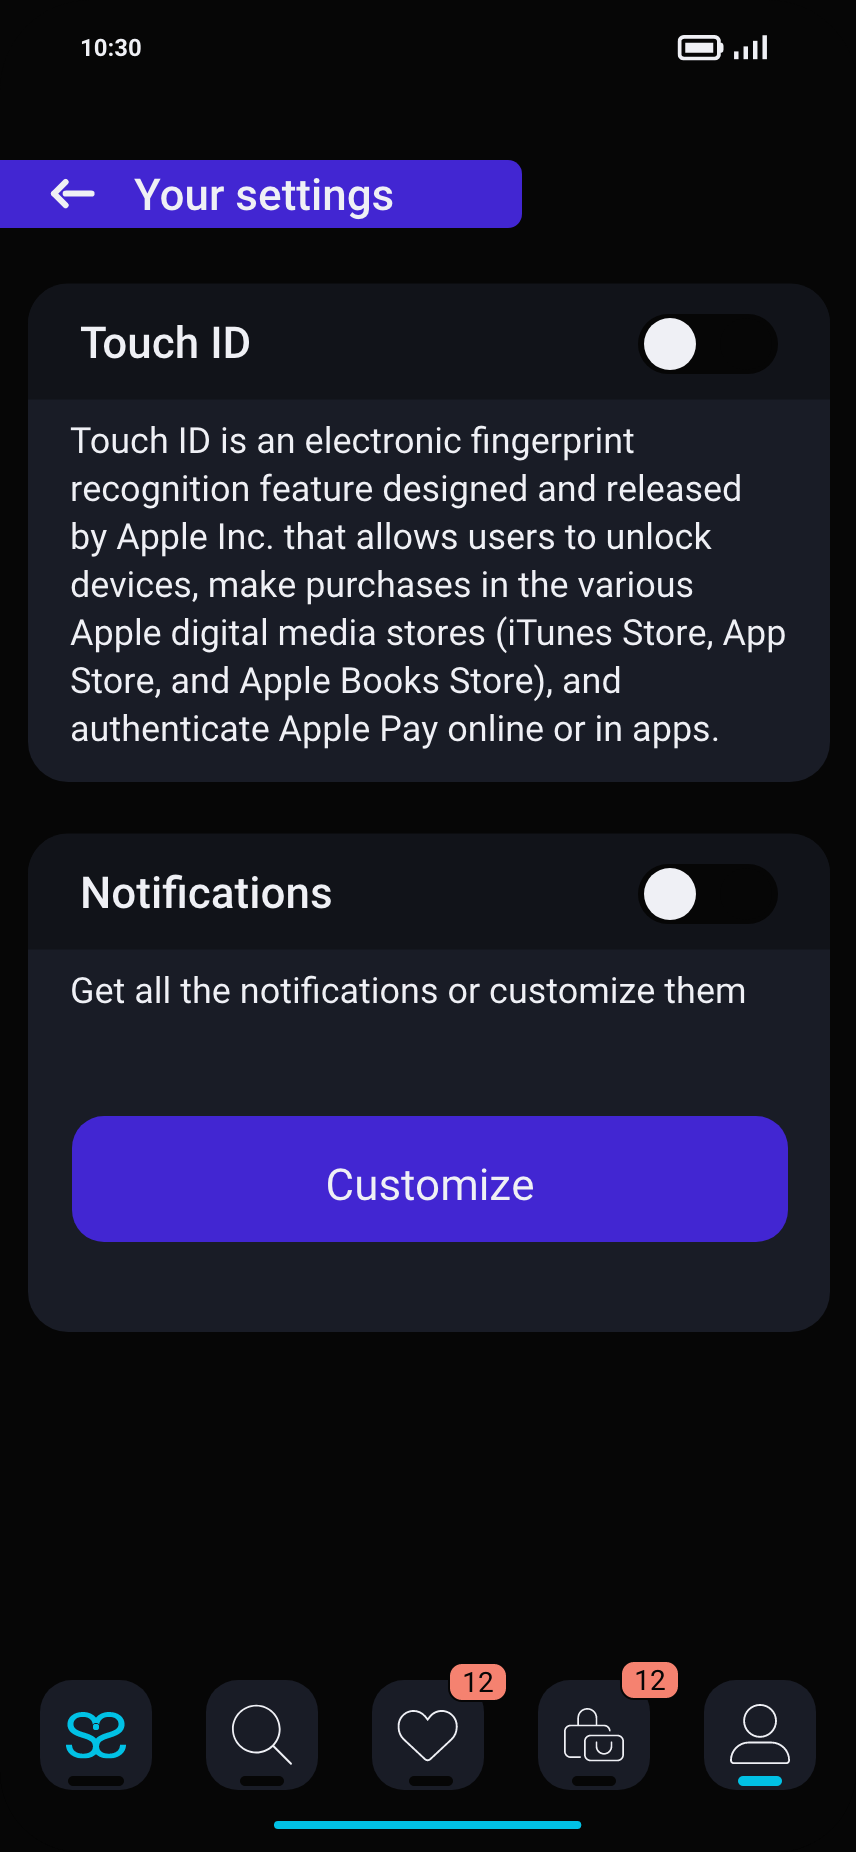 10:30
Your settings
Touch ID
Touch ID is an electronic fingerprint
recognition feature designed and released
by Apple Inc. that allows users to unlock
devices, make purchases in the various
Apple digital media stores (iTunes Store, App
Store, and Apple Books Store), and
authenticate Apple Pay online or in apps.
Notifications
Get all the notifications or customize them
Customize
12
12